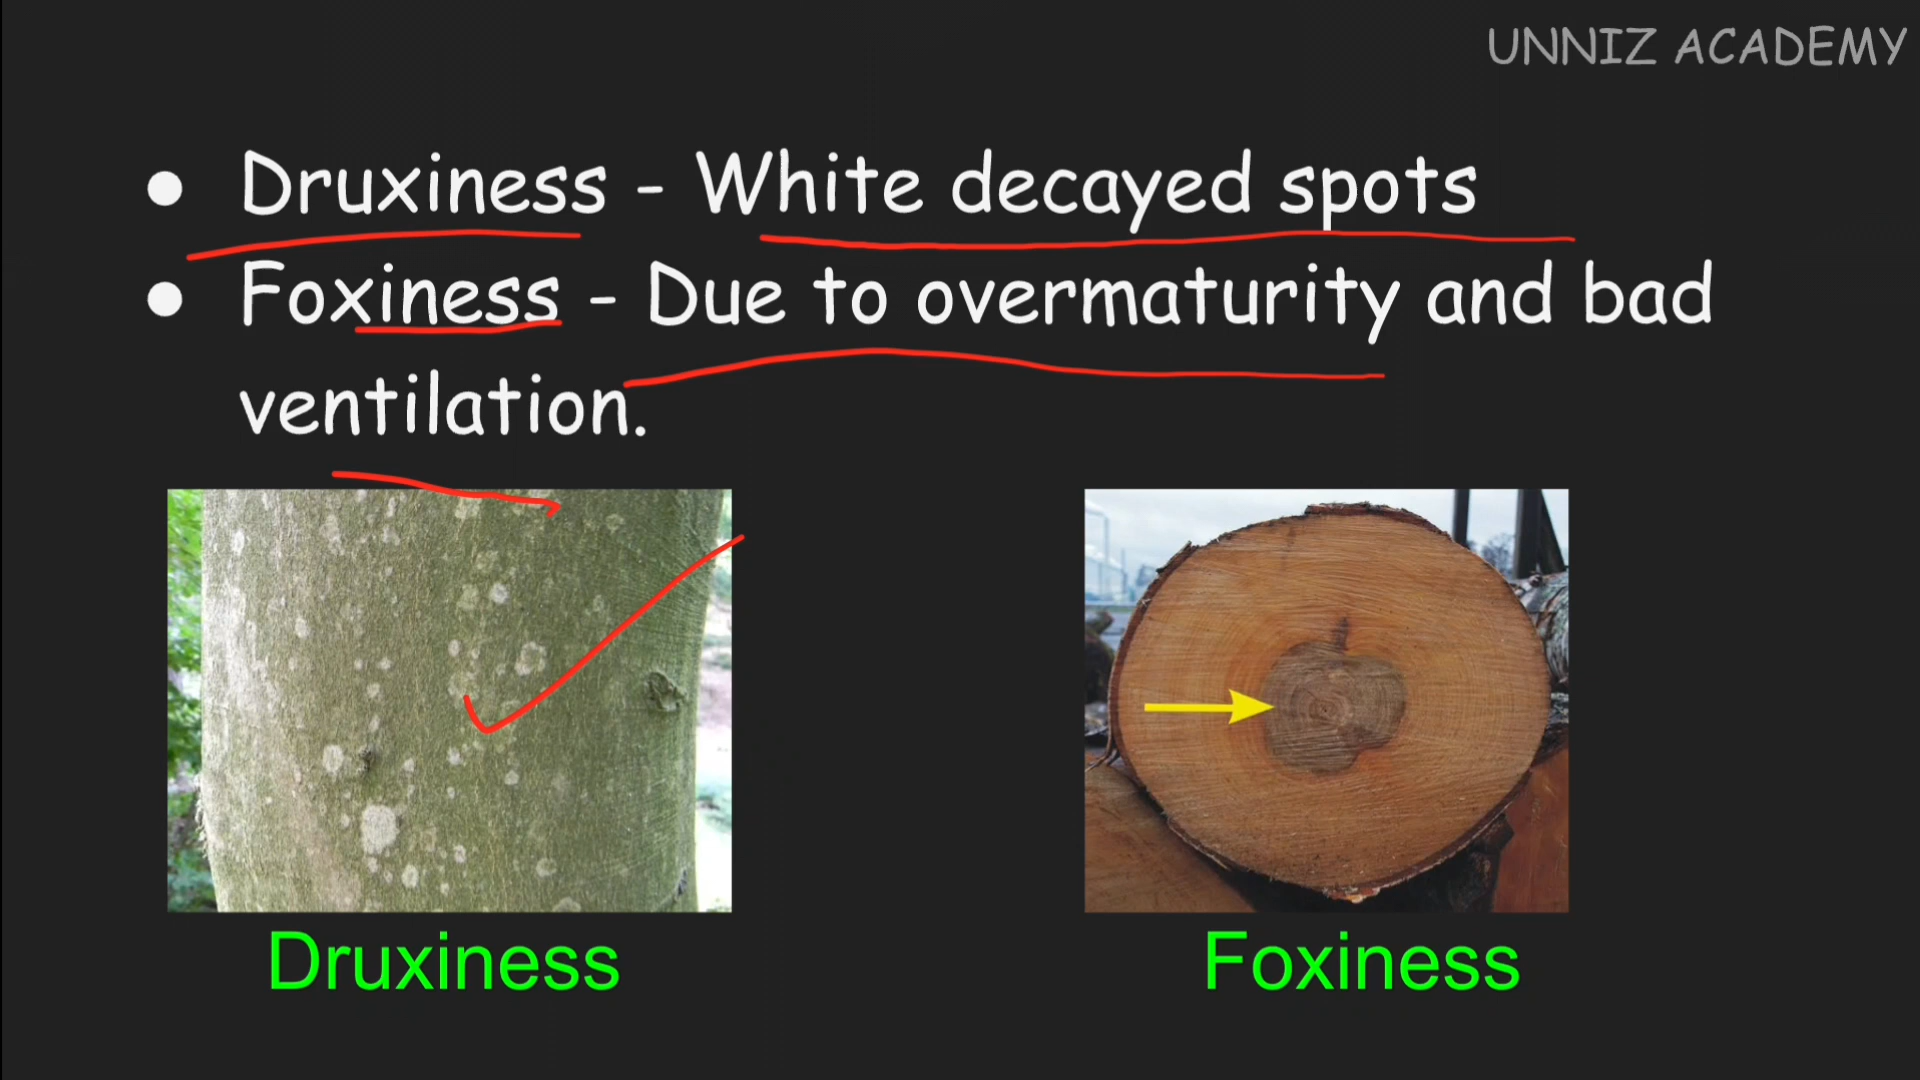 UNNIZ ACADEMY
● Druxiness - White decayed spots
● Foxiness - Due to overmaturity and bad
ventilation.
Druxiness
Foxiness